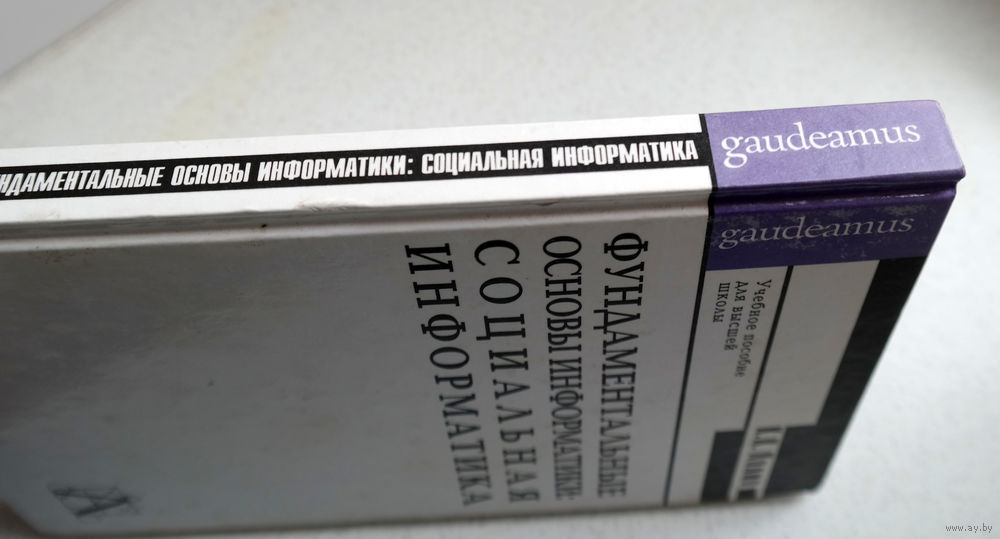 gaudeamus
НДАМЕНТАЛЬНЫЕ ОСНОВЫ ИНФОРМАТИКИ: СОЦИАЛЬНАЯ ИНФОРМАТИКА
gaudeamus
Учебное пособие
для высшей
школы
ФУНДАМЕНТАЛЬНЫЕ
ОСНОВЫ ИНФОРМАТИКИ:
СОЦИАЛЬНАЯ
ИНФОРМАТИКА
www.ay.by